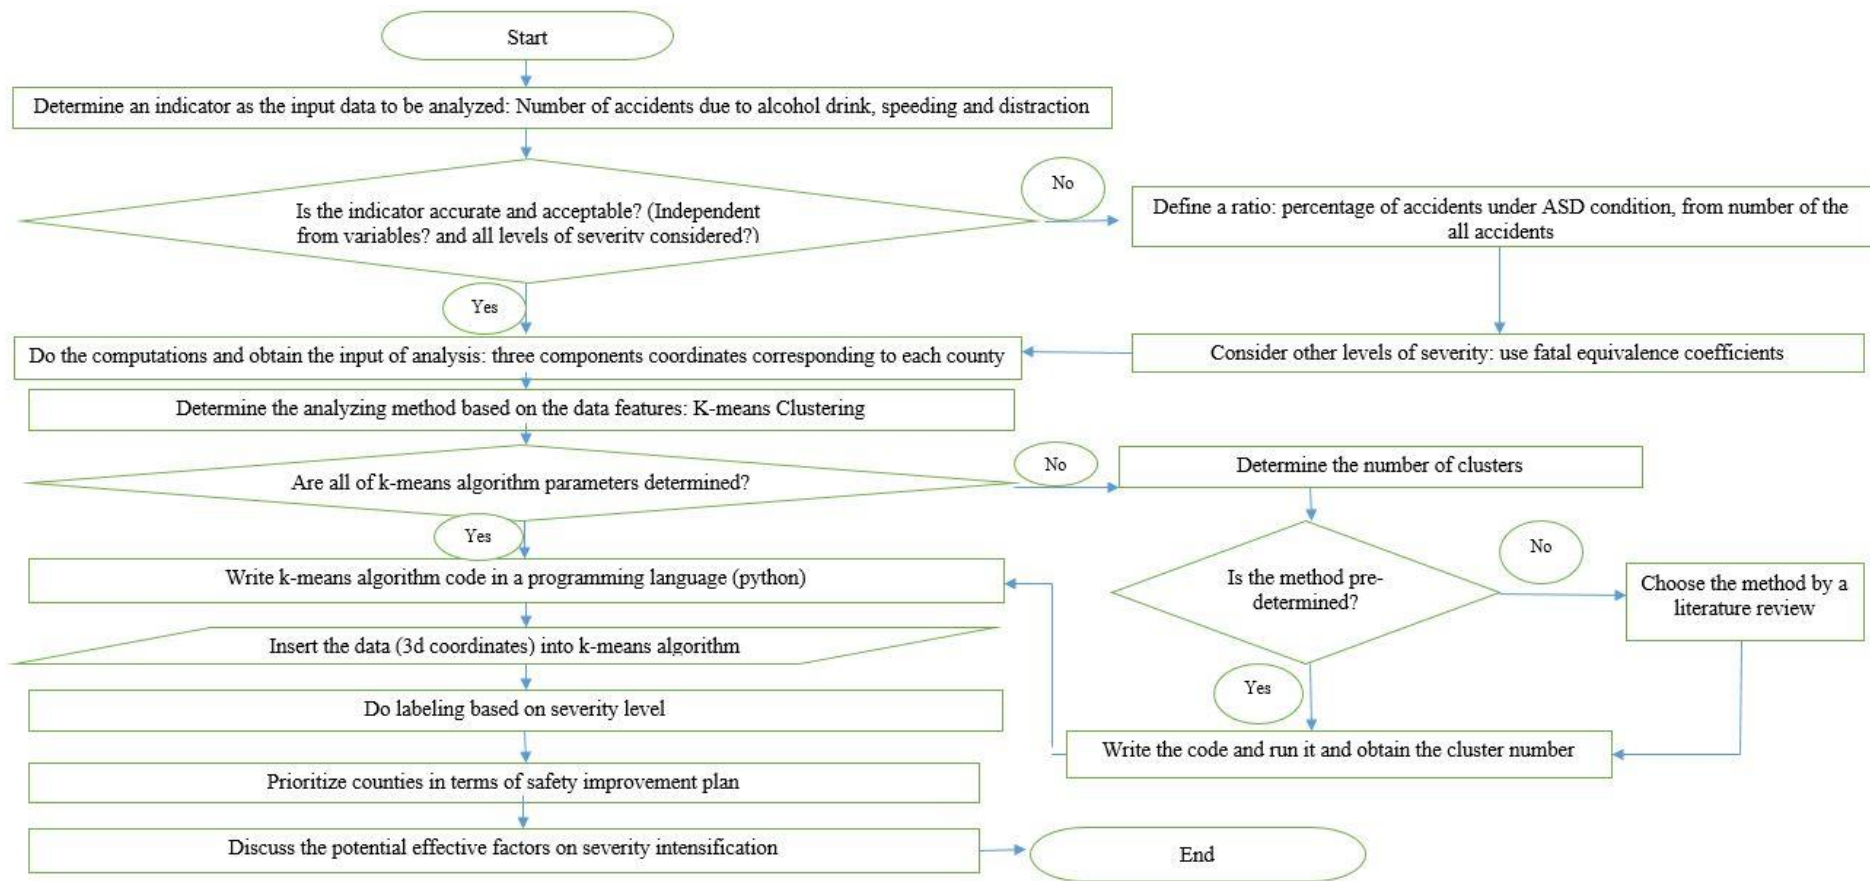 Start
Determine an indicator as the input data to be analyzed: Number of accidents due to alcohol drink, speeding and distraction
No
Is the indicator accurate and acceptable? (Independent
from variables? and all levels of severity considered?)
Define a ratio: percentage of accidents under ASD condition, from number of the
all accidents
Yes
Do the computations and obtain the input of analysis: three components coordinates corresponding to each county
Consider other levels of severity: use fatal equivalence coefficients
Determine the analyzing method based on the data features: K-means Clustering
Are all of k-means algorithm parameters determined?
No
Determine the number of clusters
Yes
Write k-means algorithm code in a programming language (python)
Is the method pre-
determined?
No
Choose the method by a
literature review
Insert the data (3d coordinates) into k-means algorithm
Yes
Do labeling based on severity level
Write the code and run it and obtain the cluster number
Prioritize counties in terms of safety improvement plan
Discuss the potential effective factors on severity intensification
End